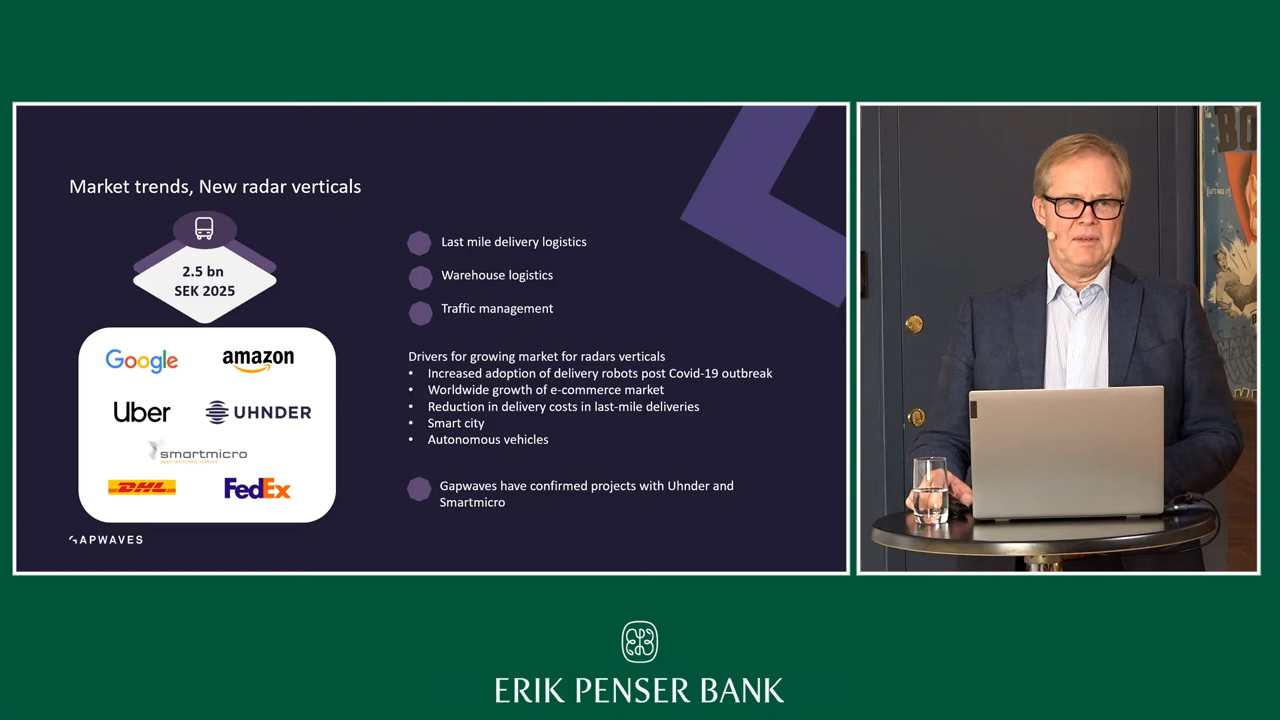 Market trends, New radar verticals
2.5 bn
SEK 2025
Google
amazon
Uber
UHNDER
smartmicro
DHL
FedEx
Last mile delivery logistics
Warehouse logistics
Traffic management
Drivers for growing market for radars verticals
• Increased adoption of delivery robots post Covid-19 outbreak
• Worldwide growth of e-commerce market
• Reduction in delivery costs in last-mile deliveries
• Smart city
• Autonomous vehicles
Gapwaves have confirmed projects with Uhnder and
Smartmicro
GAPWAVES
BO
ERIK PENSER BANK